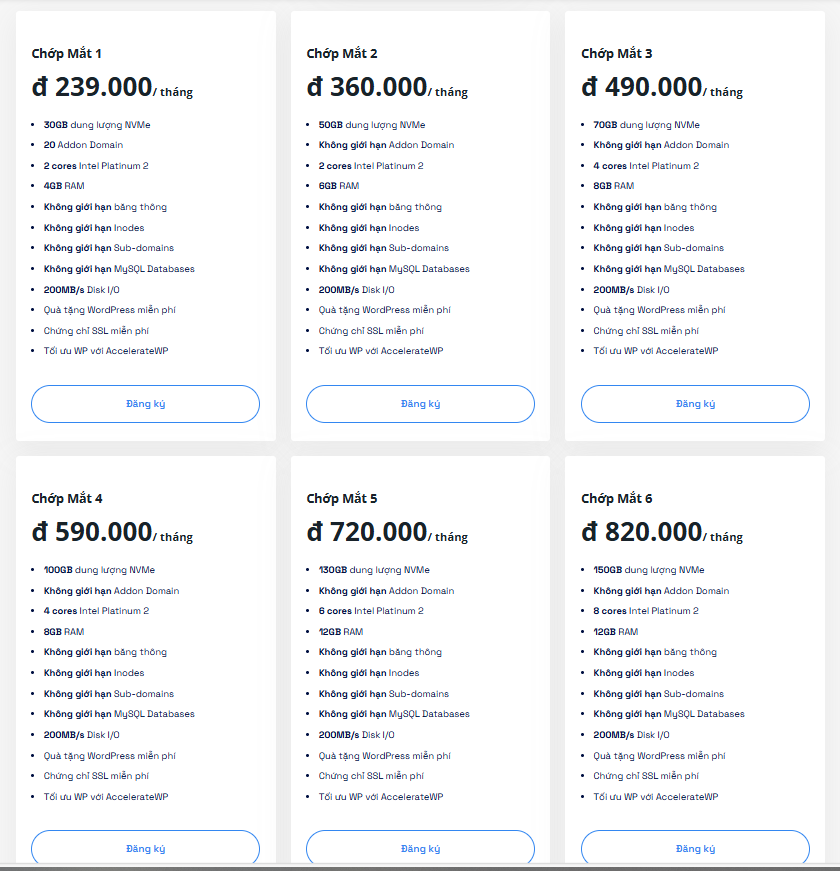 Chớp Mắt 1
đ 239.000/ tháng
30GB dung lượng NVMe
20 Addon Domain
2 cores Intel Platinum 2
4GB RAM
Không giới hạn băng thông
Không giới hạn Inodes
Không giới hạn Sub-domains
Không giới hạn MySQL Databases
200MB/s Disk I/O
Quà tặng WordPress miễn phí
Chứng chỉ SSL miễn phí
Tối ưu WP với AccelerateWP
Đăng ký
Chớp Mắt 2
đ 360.000/ tháng
50GB dung lượng NVMe
Không giới hạn Addon Domain
2 cores Intel Platinum 2
6GB RAM
Không giới hạn băng thông
Không giới hạn Inodes
Không giới hạn Sub-domains
Không giới hạn MySQL Databases
200MB/s Disk I/O
Quà tặng WordPress miễn phí
Chứng chỉ SSL miễn phí
Tối ưu WP với AccelerateWP
Đăng ký
Chớp Mắt 3
đ 490.000/ tháng
70GB dung lượng NVMe
Không giới hạn Addon Domain
4 cores Intel Platinum 2
8GB RAM
Không giới hạn băng thông
Không giới hạn Inodes
Không giới hạn Sub-domains
Không giới hạn MySQL Databases
200MB/s Disk I/O
Quà tặng WordPress miễn phí
Chứng chỉ SSL miễn phí
Tối ưu WP với AccelerateWP
Đăng ký
Chớp Mắt 4
đ 590.000/ tháng
100GB dung lượng NVMe
Không giới hạn Addon Domain
4 cores Intel Platinum 2
8GB RAM
Không giới hạn băng thông
Không giới hạn Inodes
Không giới hạn Sub-domains
Không giới hạn MySQL Databases
200MB/s Disk I/O
Quà tặng WordPress miễn phí
Chứng chỉ SSL miễn phí
Tối ưu WP với AccelerateWP
Đăng ký
Chớp Mắt 5
đ 720.000/ tháng
130GB dung lượng NVMe
Không giới hạn Addon Domain
6 cores Intel Platinum 2
12GB RAM
Không giới hạn băng thông
Không giới hạn Inodes
Không giới hạn Sub-domains
Không giới hạn MySQL Databases
200MB/s Disk I/O
Quà tặng WordPress miễn phí
Chứng chỉ SSL miễn phí
Tối ưu WP với AccelerateWP
Đăng ký
Chớp Mắt 6
đ 820.000/ tháng
150GB dung lượng NVMe
Không giới hạn Addon Domain
8 cores Intel Platinum 2
12GB RAM
Không giới hạn băng thông
Không giới hạn Inodes
Không giới hạn Sub-domains
Không giới hạn MySQL Databases
200MB/s Disk I/O
Quà tặng WordPress miễn phí
Chứng chỉ SSL miễn phí
Tối ưu WP với AccelerateWP
Đăng ký